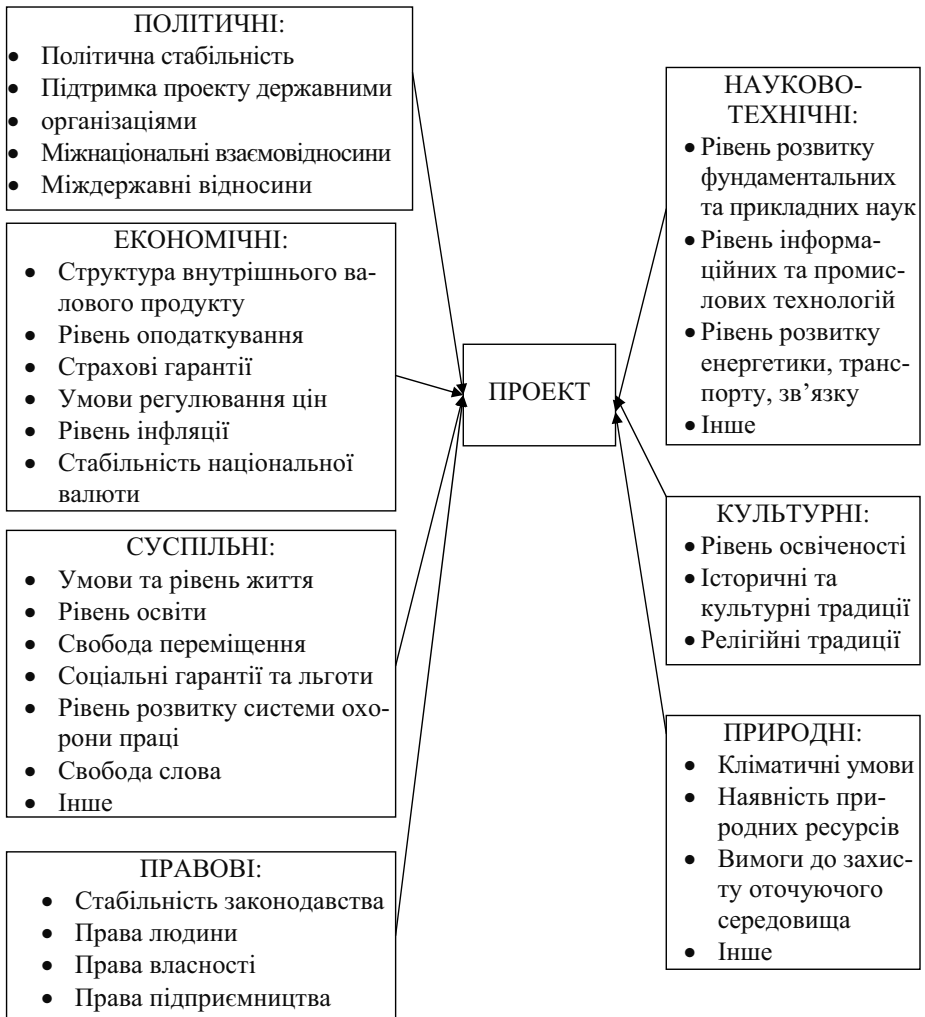 ПОЛІТИЧНІ:
• Політична стабільність
• Підтримка проекту державними
• організаціями
• Міжнаціональні взаємовідносини
• Міждержавні відносини
ЕКОНОМІЧНІ:
• Структура внутрішнього ва-
лового продукту
• Рівень оподаткування
• Страхові гарантії
• Умови регулювання цін
• Рівень інфляції
• Стабільність національної
валюти
СУСПІЛЬНІ:
• Умови та рівень життя
• Рівень освіти
• Свобода переміщення
• Соціальні гарантії та льготи
• Рівень розвитку системи охо-
рони праці
• Свобода слова
• Інше
ПРАВОВІ:
• Стабільність законодавства
• Права людини
• Права власності
• Права підприємництва
ПРОЕКТ
НАУКОВО-
ТЕХНІЧНІ:
• Рівень розвитку
фундаментальних
та прикладних наук
• Рівень інформа-
ційних та промис-
лових технологій
• Рівень розвитку
енергетики, транс-
порту, зв’язку
• Інше
КУЛЬТУРНІ:
• Рівень освіченості
• Історичні та
культурні традиції
• Релігійні традиції
ПРИРОДНІ:
• Кліматичні умови
• Наявність при-
родних ресурсів
• Вимоги до захис-
ту оточуючого
середовища
• Інше